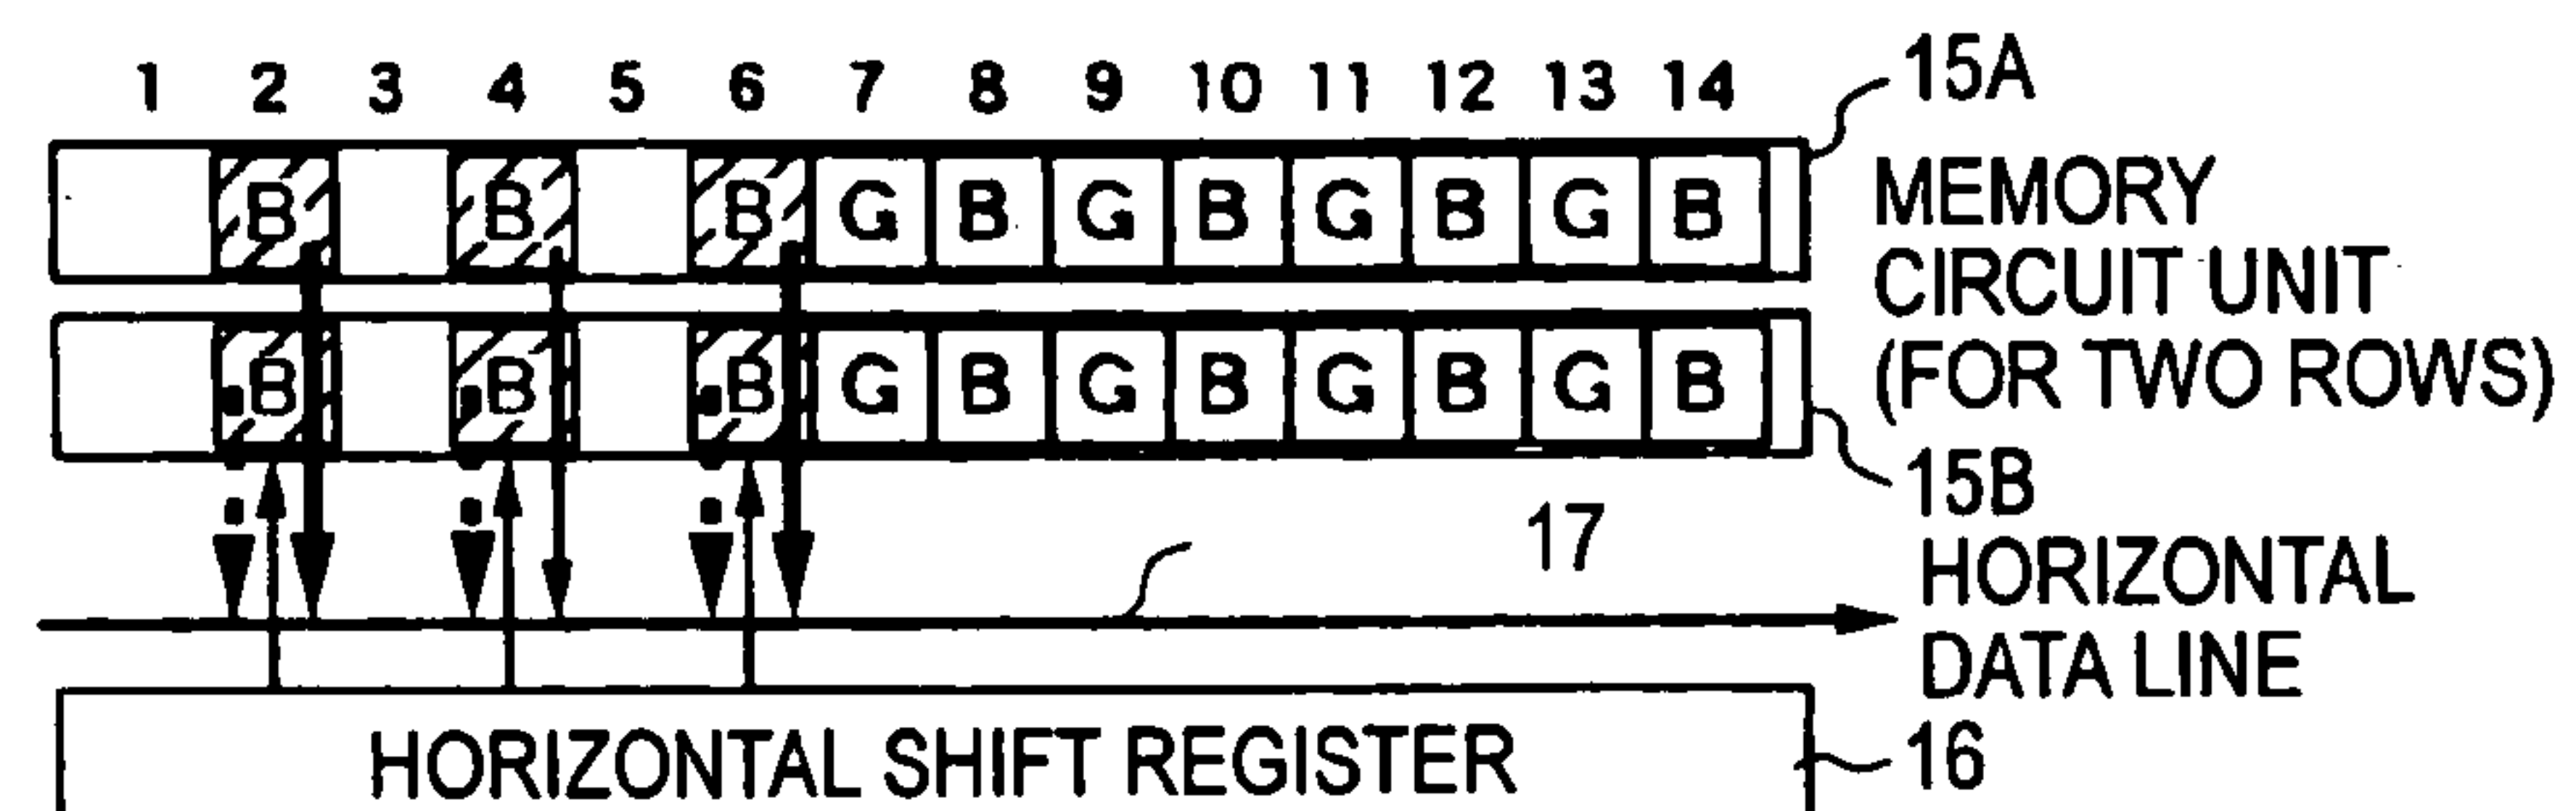 1 2 3 4 5 6 7 8 9 10 11 12 13 14
15A
B B B G B G B G B G B
MEMORY
CIRCUIT UNIT
(FOR TWO ROWS)
B B B G B G B G B G B
15B
17
HORIZONTAL
DATA LINE
HORIZONTAL SHIFT REGISTER
16